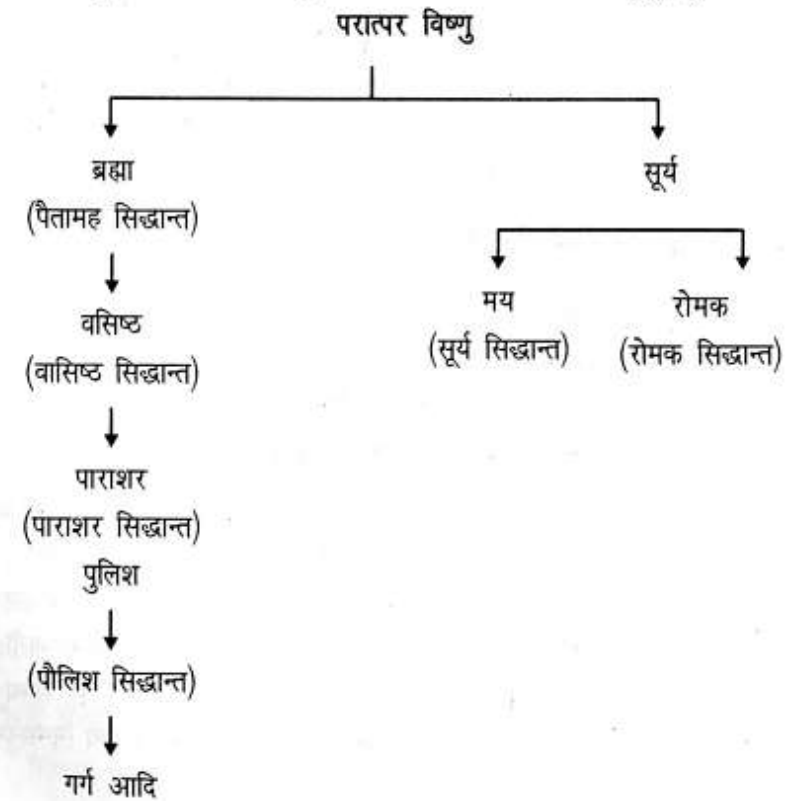 परात्पर विष्णु
ब्रह्मा
(पैतामह सिद्धान्त)
वसिष्ठ
(वासिष्ठ सिद्धान्त)
पाराशर
(पाराशर सिद्धान्त)
पुलिश
(पौलिश सिद्धान्त)
गर्ग आदि
सूर्य
मय
(सूर्य सिद्धान्त)
रोमक
(रोमक सिद्धान्त)